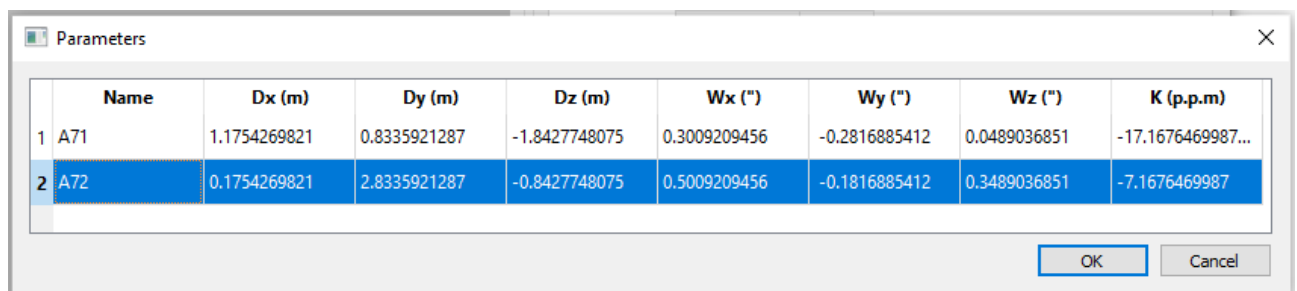 Parameters
Name Dx (m) Dy (m) Dz (m) Wx (") Wy (") Wz (") K (p.p.m)
1 A71 1.1754269821 0.8335921287 -1.8427748075 0.3009209456 -0.2816885412 0.0489036851 -17.1676469987...
2 A72 0.1754269821 2.8335921287 -0.8427748075 0.5009209456 -0.1816885412 0.3489036851 -7.1676469987
OK Cancel